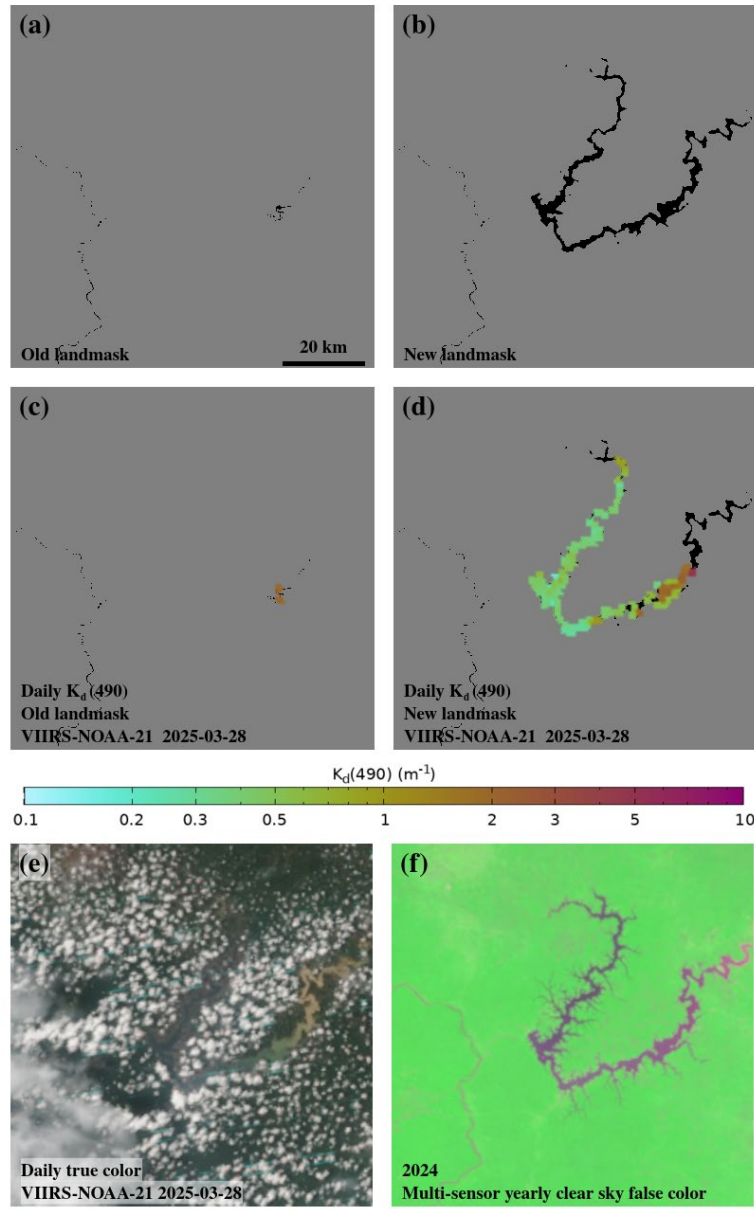 (a)
(b)
Old landmask
20 km
New landmask
(c)
(d)
Daily Kd(490)
Old landmask
VIIRS-NOAA-21 2025-03-28
Daily Kd(490)
New landmask
VIIRS-NOAA-21 2025-03-28
Kd(490) (m-1)
0.1 0.2 0.3 0.5 1 2 3 5 10
(e)
(f)
Daily true color
VIIRS-NOAA-21 2025-03-28
2024
Multi-sensor yearly clear sky false color